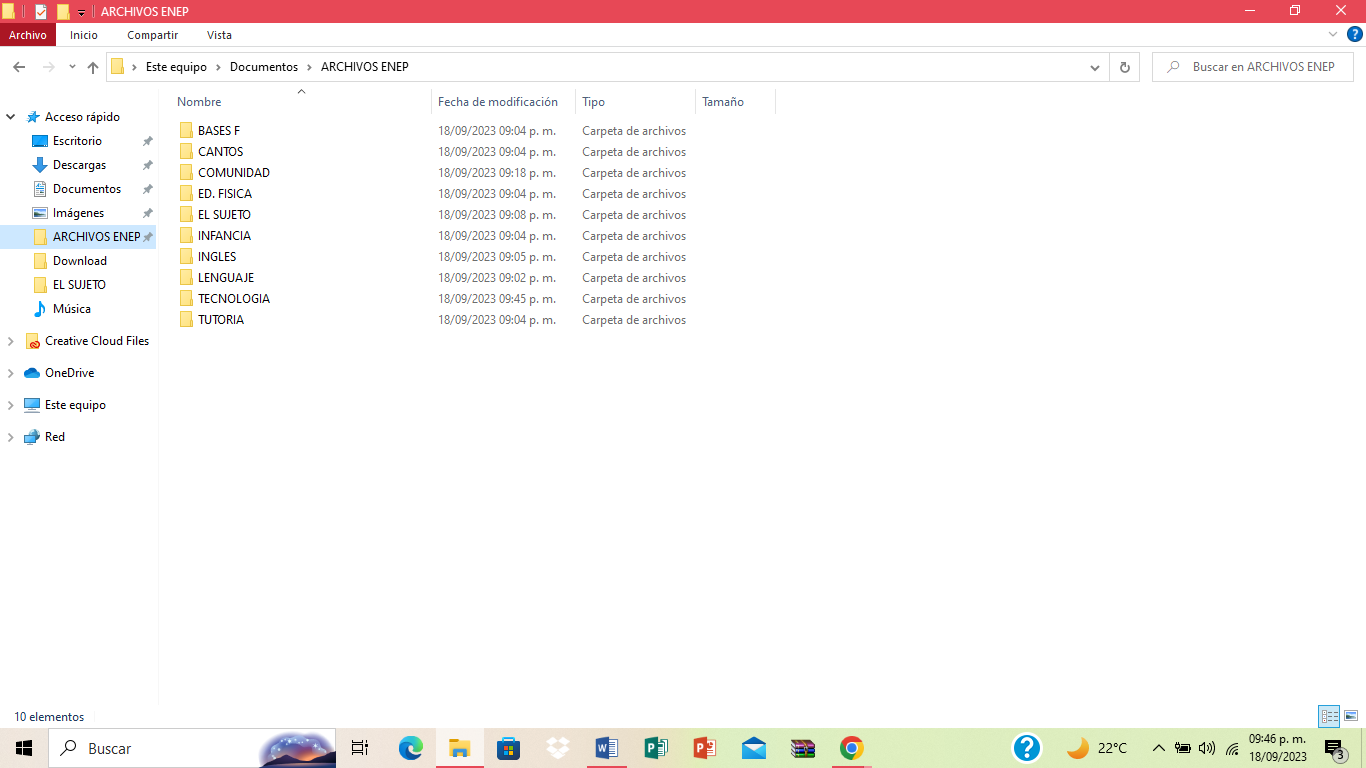 ARCHIVOS ENEP
Archivo Inicio Compartir Vista
Este equipo Documentos ARCHIVOS ENEP
Buscar en ARCHIVOS ENEP
Acceso rápido
Escritorio
Descargas
Documentos
Imágenes
ARCHIVOS ENEP
Download
EL SUJETO
Música
Creative Cloud Files
OneDrive
Este equipo
Red
Nombre Fecha de modificación Tipo Tamaño
BASES F 18/09/2023 09:04 p. m. Carpeta de archivos
CANTOS 18/09/2023 09:04 p. m. Carpeta de archivos
COMUNIDAD 18/09/2023 09:18 p. m. Carpeta de archivos
ED. FISICA 18/09/2023 09:04 p. m. Carpeta de archivos
EL SUJETO 18/09/2023 09:08 p. m. Carpeta de archivos
INFANCIA 18/09/2023 09:04 p. m. Carpeta de archivos
INGLES 18/09/2023 09:05 p. m. Carpeta de archivos
LENGUAJE 18/09/2023 09:02 p. m. Carpeta de archivos
TECNOLOGIA 18/09/2023 09:45 p. m. Carpeta de archivos
TUTORIA 18/09/2023 09:04 p. m. Carpeta de archivos
10 elementos
Buscar
22°C
09:46 p. m.
18/09/2023
3